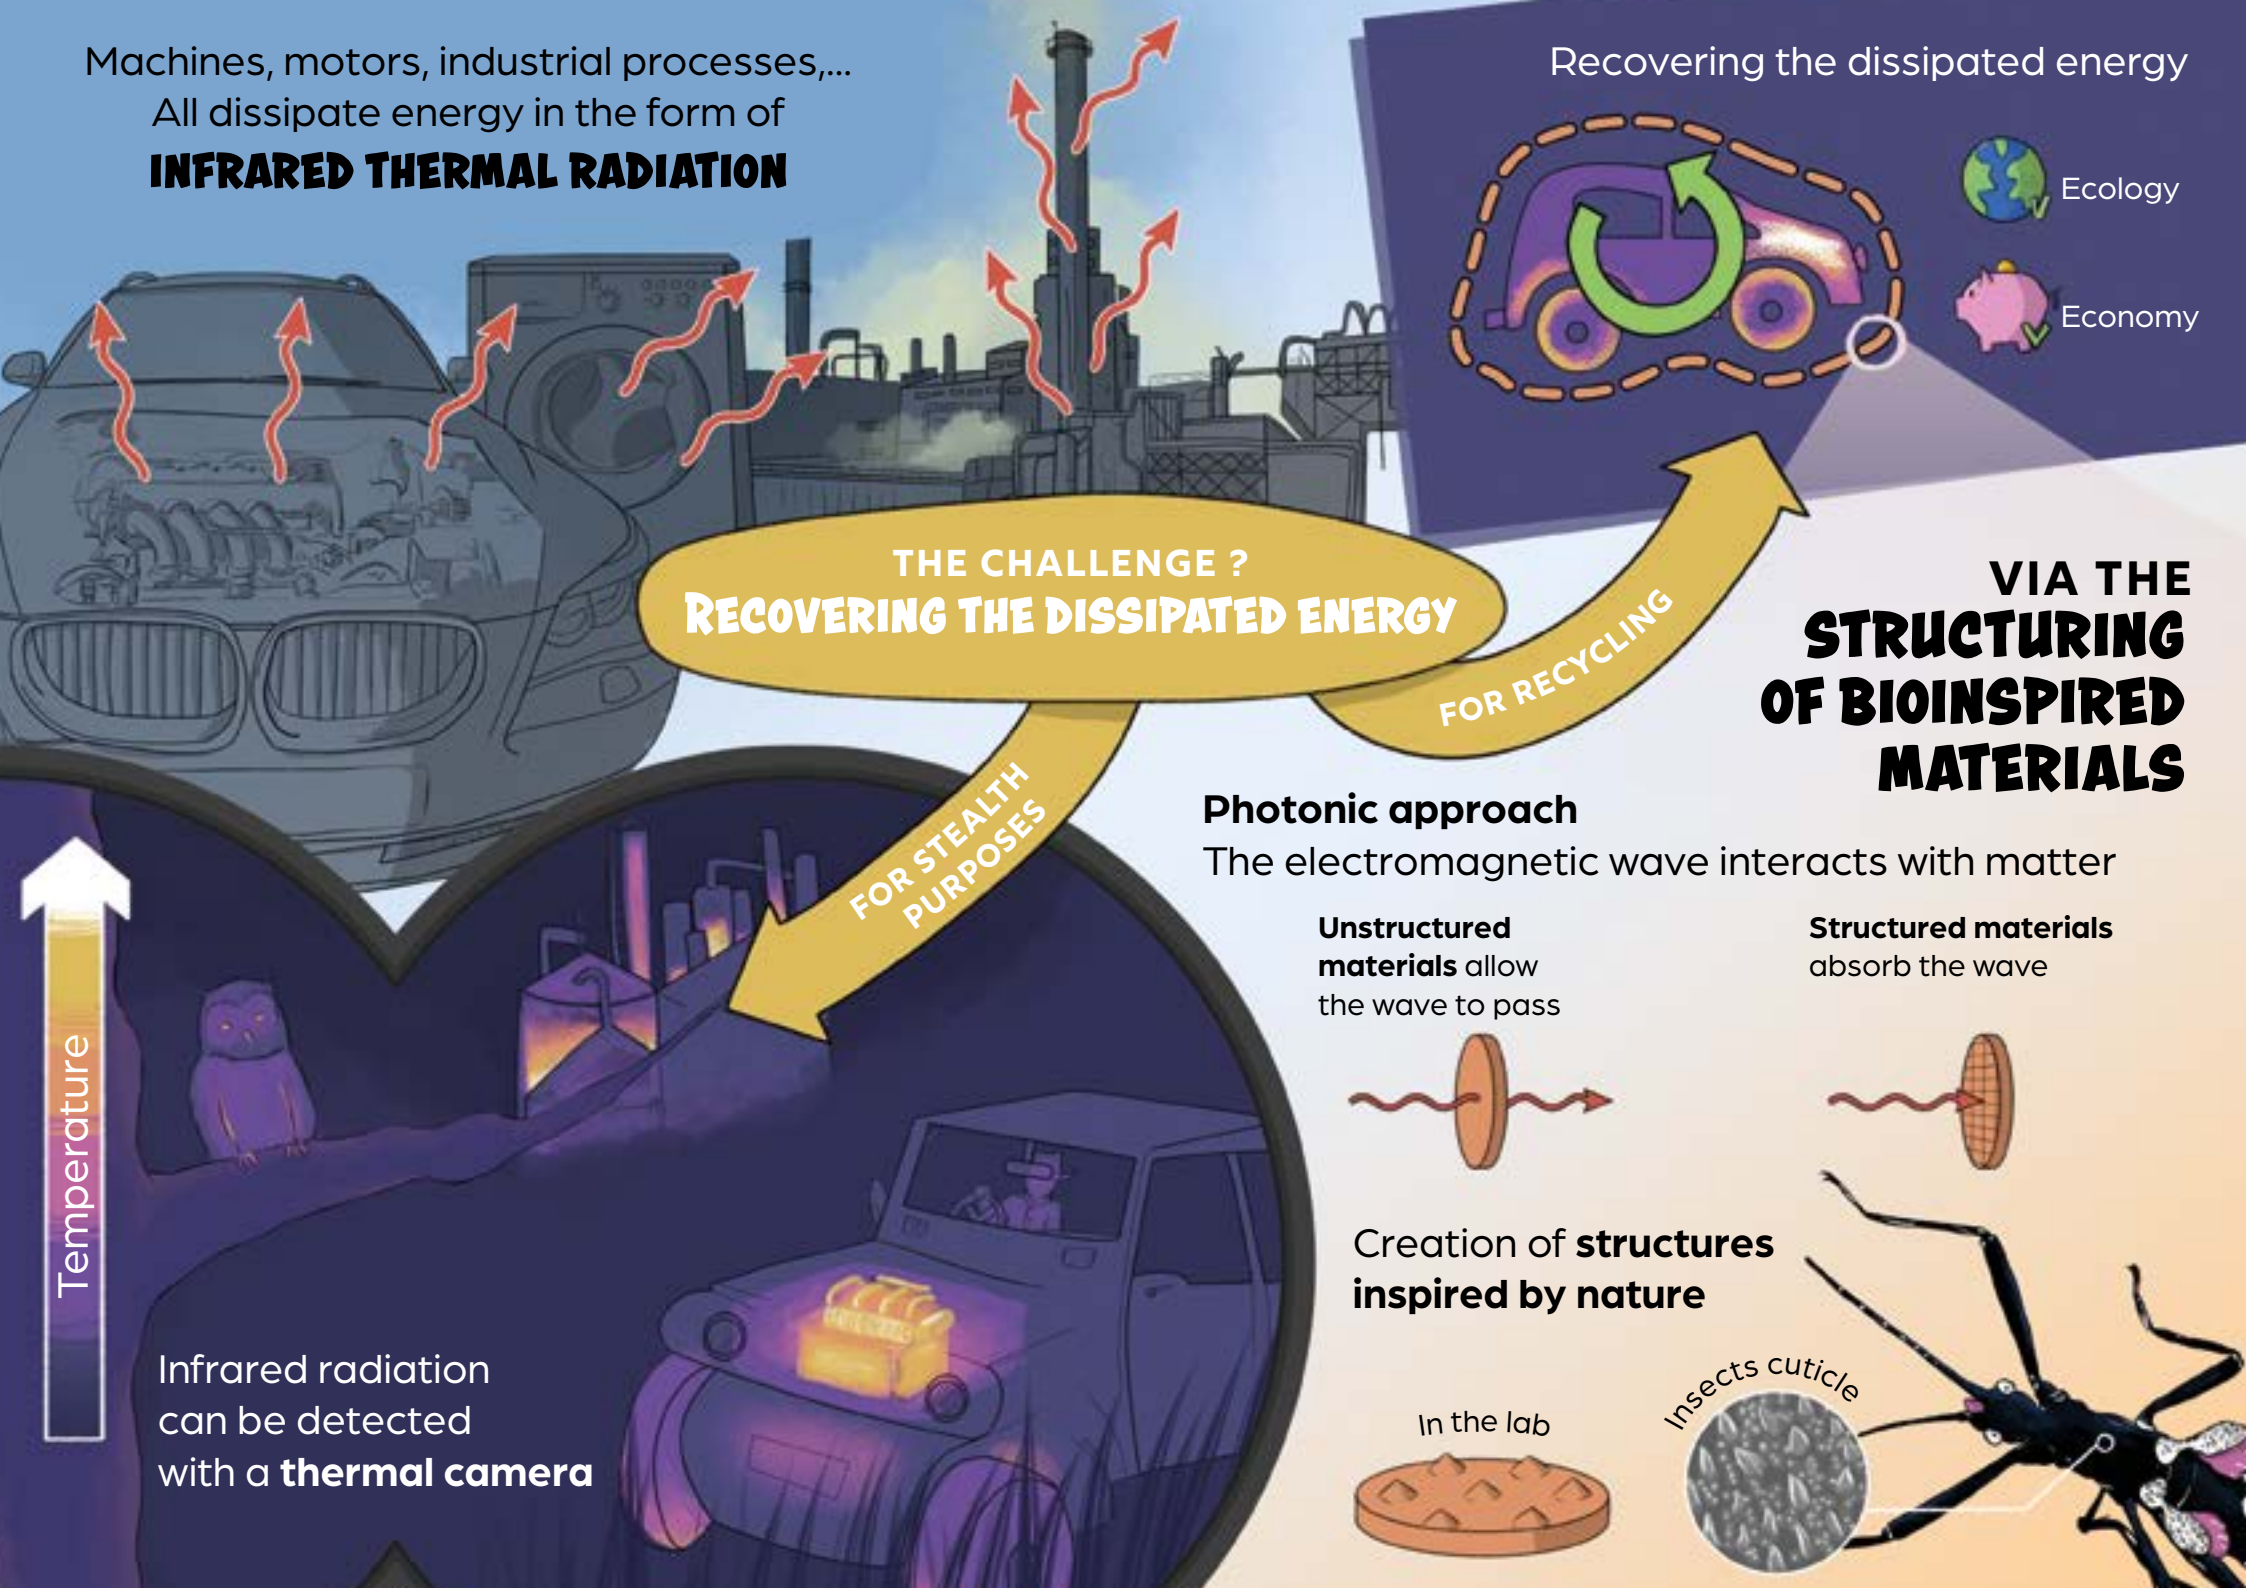 Machines, motors, industrial processes,...
All dissipate energy in the form of
INFRARED THERMAL RADIATION
Recovering the dissipated energy
Ecology
Economy
THE CHALLENGE ?
RECOVERING THE DISSIPATED ENERGY
FOR RECYCLING
FOR STEALTH
PURPOSES
VIA THE
STRUCTURING
OF BIOINSPIRED
MATERIALS
Photonic approach
The electromagnetic wave interacts with matter
Unstructured
materials allow
the wave to pass
Structured materials
absorb the wave
Temperature
Infrared radiation
can be detected
with a thermal camera
Creation of structures
inspired by nature
In the lab
Insects cuticle